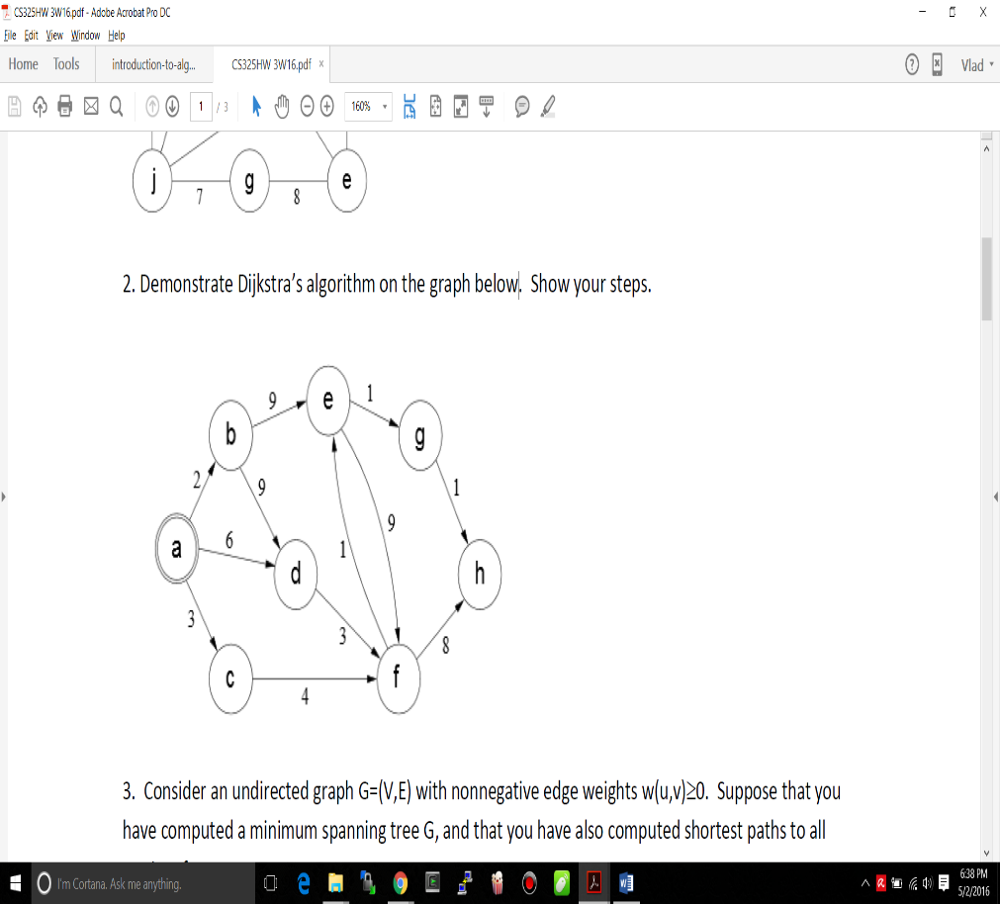 CS325HW 3W16.pdf - Adobe Acrobat Pro DC
File Edit View Window Help
Home Tools introduction-to-alg... CS325HW 3W16.pdf × Vlad
1 / 3 160%
j g e
7 8
2. Demonstrate Dijkstra's algorithm on the graph below. Show your steps.
9 e 1
b g
2 9 1
9
a 6 1
d h
3 3 8
c f
4
3. Consider an undirected graph G=(V,E) with nonnegative edge weights w(u,v)≥0. Suppose that you
have computed a minimum spanning tree G, and that you have also computed shortest paths to all
I'm Cortana. Ask me anything.
6:38 PM
5/2/2016